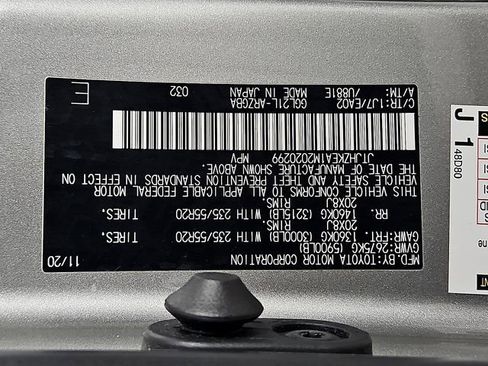 MFD.BY:TOYOTA MOTOR CORPORATION 11/20
GVWR:2675KG(5900LB)
GAWR:FRT. 1360KG (3000LB) WITH 235/55R20 TIRES.
20X8J RIMS
RR. 1460KG (3215LB) WITH 235/55R20 TIRES.
20X8J RIMS
THIS VEHICLE CONFORMS TO ALL APPLICABLE FEDERAL MOTOR
VEHICLE SAFETY AND THEFT PREVENTION STANDARDS IN EFFECT ON
THE DATE OF MANUFACTURE SHOWN ABOVE.
JTJHZKEA1M2020299 MPV
C/TR:1J7/EA02 GGL21L-ARZGBA
A/TM: /U881E MADE IN JAPAN 032 E
J 1
48D80